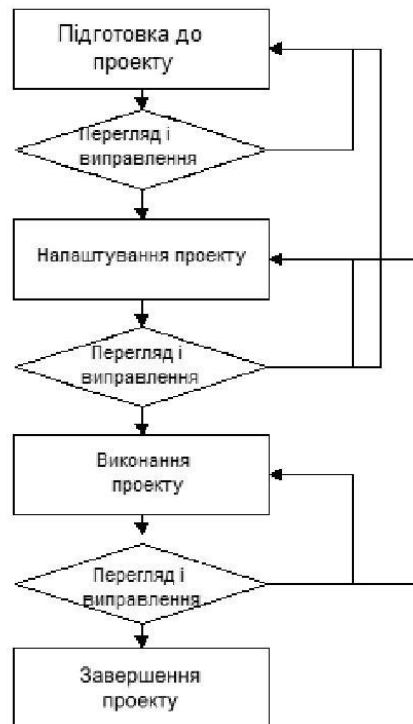 Підготовка до
проекту
Перегляд і
виправлення
Налаштування проекту
Перегляд і
виправлення
Виконання
проекту
Перегляд і
виправлення
Завершення
проекту